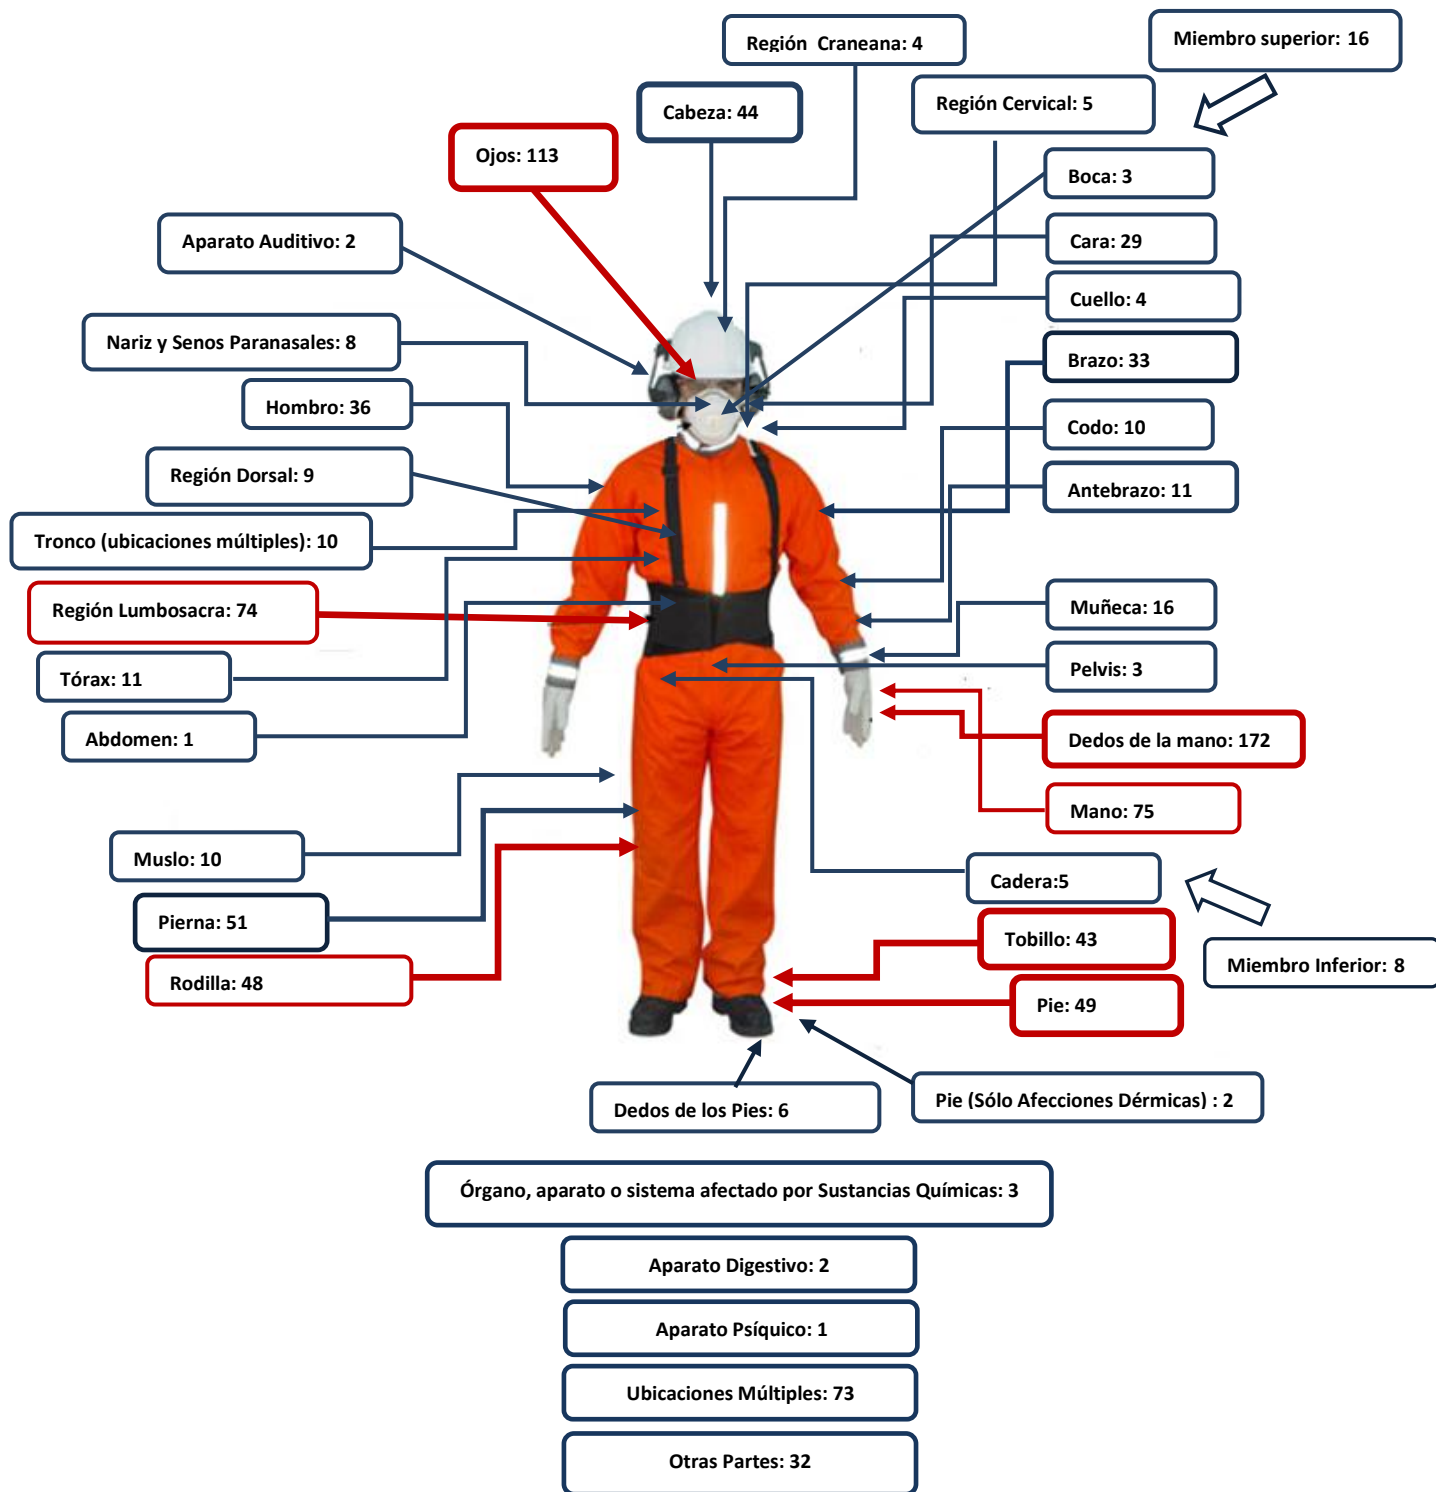 Región Craneana: 4
Miembro superior: 16
Cabeza: 44
Región Cervical: 5
Ojos: 113
Boca: 3
Aparato Auditivo: 2
Cara: 29
Cuello: 4
Nariz y Senos Paranasales: 8
Brazo: 33
Hombro: 36
Codo: 10
Región Dorsal: 9
Antebrazo: 11
Tronco (ubicaciones múltiples): 10
Región Lumbosacra: 74
Muñeca: 16
Tórax: 11
Pelvis: 3
Abdomen: 1
Dedos de la mano: 172
Mano: 75
Muslo: 10
Cadera:5
Pierna: 51
Tobillo: 43
Miembro Inferior: 8
Rodilla: 48
Pie: 49
Dedos de los Pies: 6
Pie (Sólo Afecciones Dérmicas) : 2
Órgano, aparato o sistema afectado por Sustancias Químicas: 3
Aparato Digestivo: 2
Aparato Psíquico: 1
Ubicaciones Múltiples: 73
Otras Partes: 32